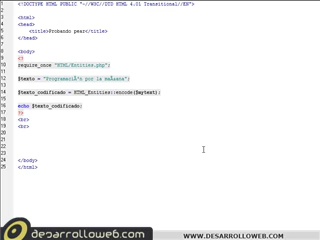 1 <!DOCTYPE HTML PUBLIC "-//W3C//DTD HTML 4.01 Transitional//EN">
2
3 <html>
4 <head>
5 <title>Probando pear</title>
6 </head>
7
8 <body>
9 <?
10 require_once "HTML/Entities.php";
11
12 $texto = "ProgramaciÃ³n por la maÃ±ana";
13
14 $texto_codificado = HTML_Entities::encode($mytext);
15
16 echo $texto_codificado;
17 ?>
18 <br>
19 <br>
20
21
22
23
24 </body>
25 </html>
desarrolloweb.com
WWW.DESARROLLOWEB.COM